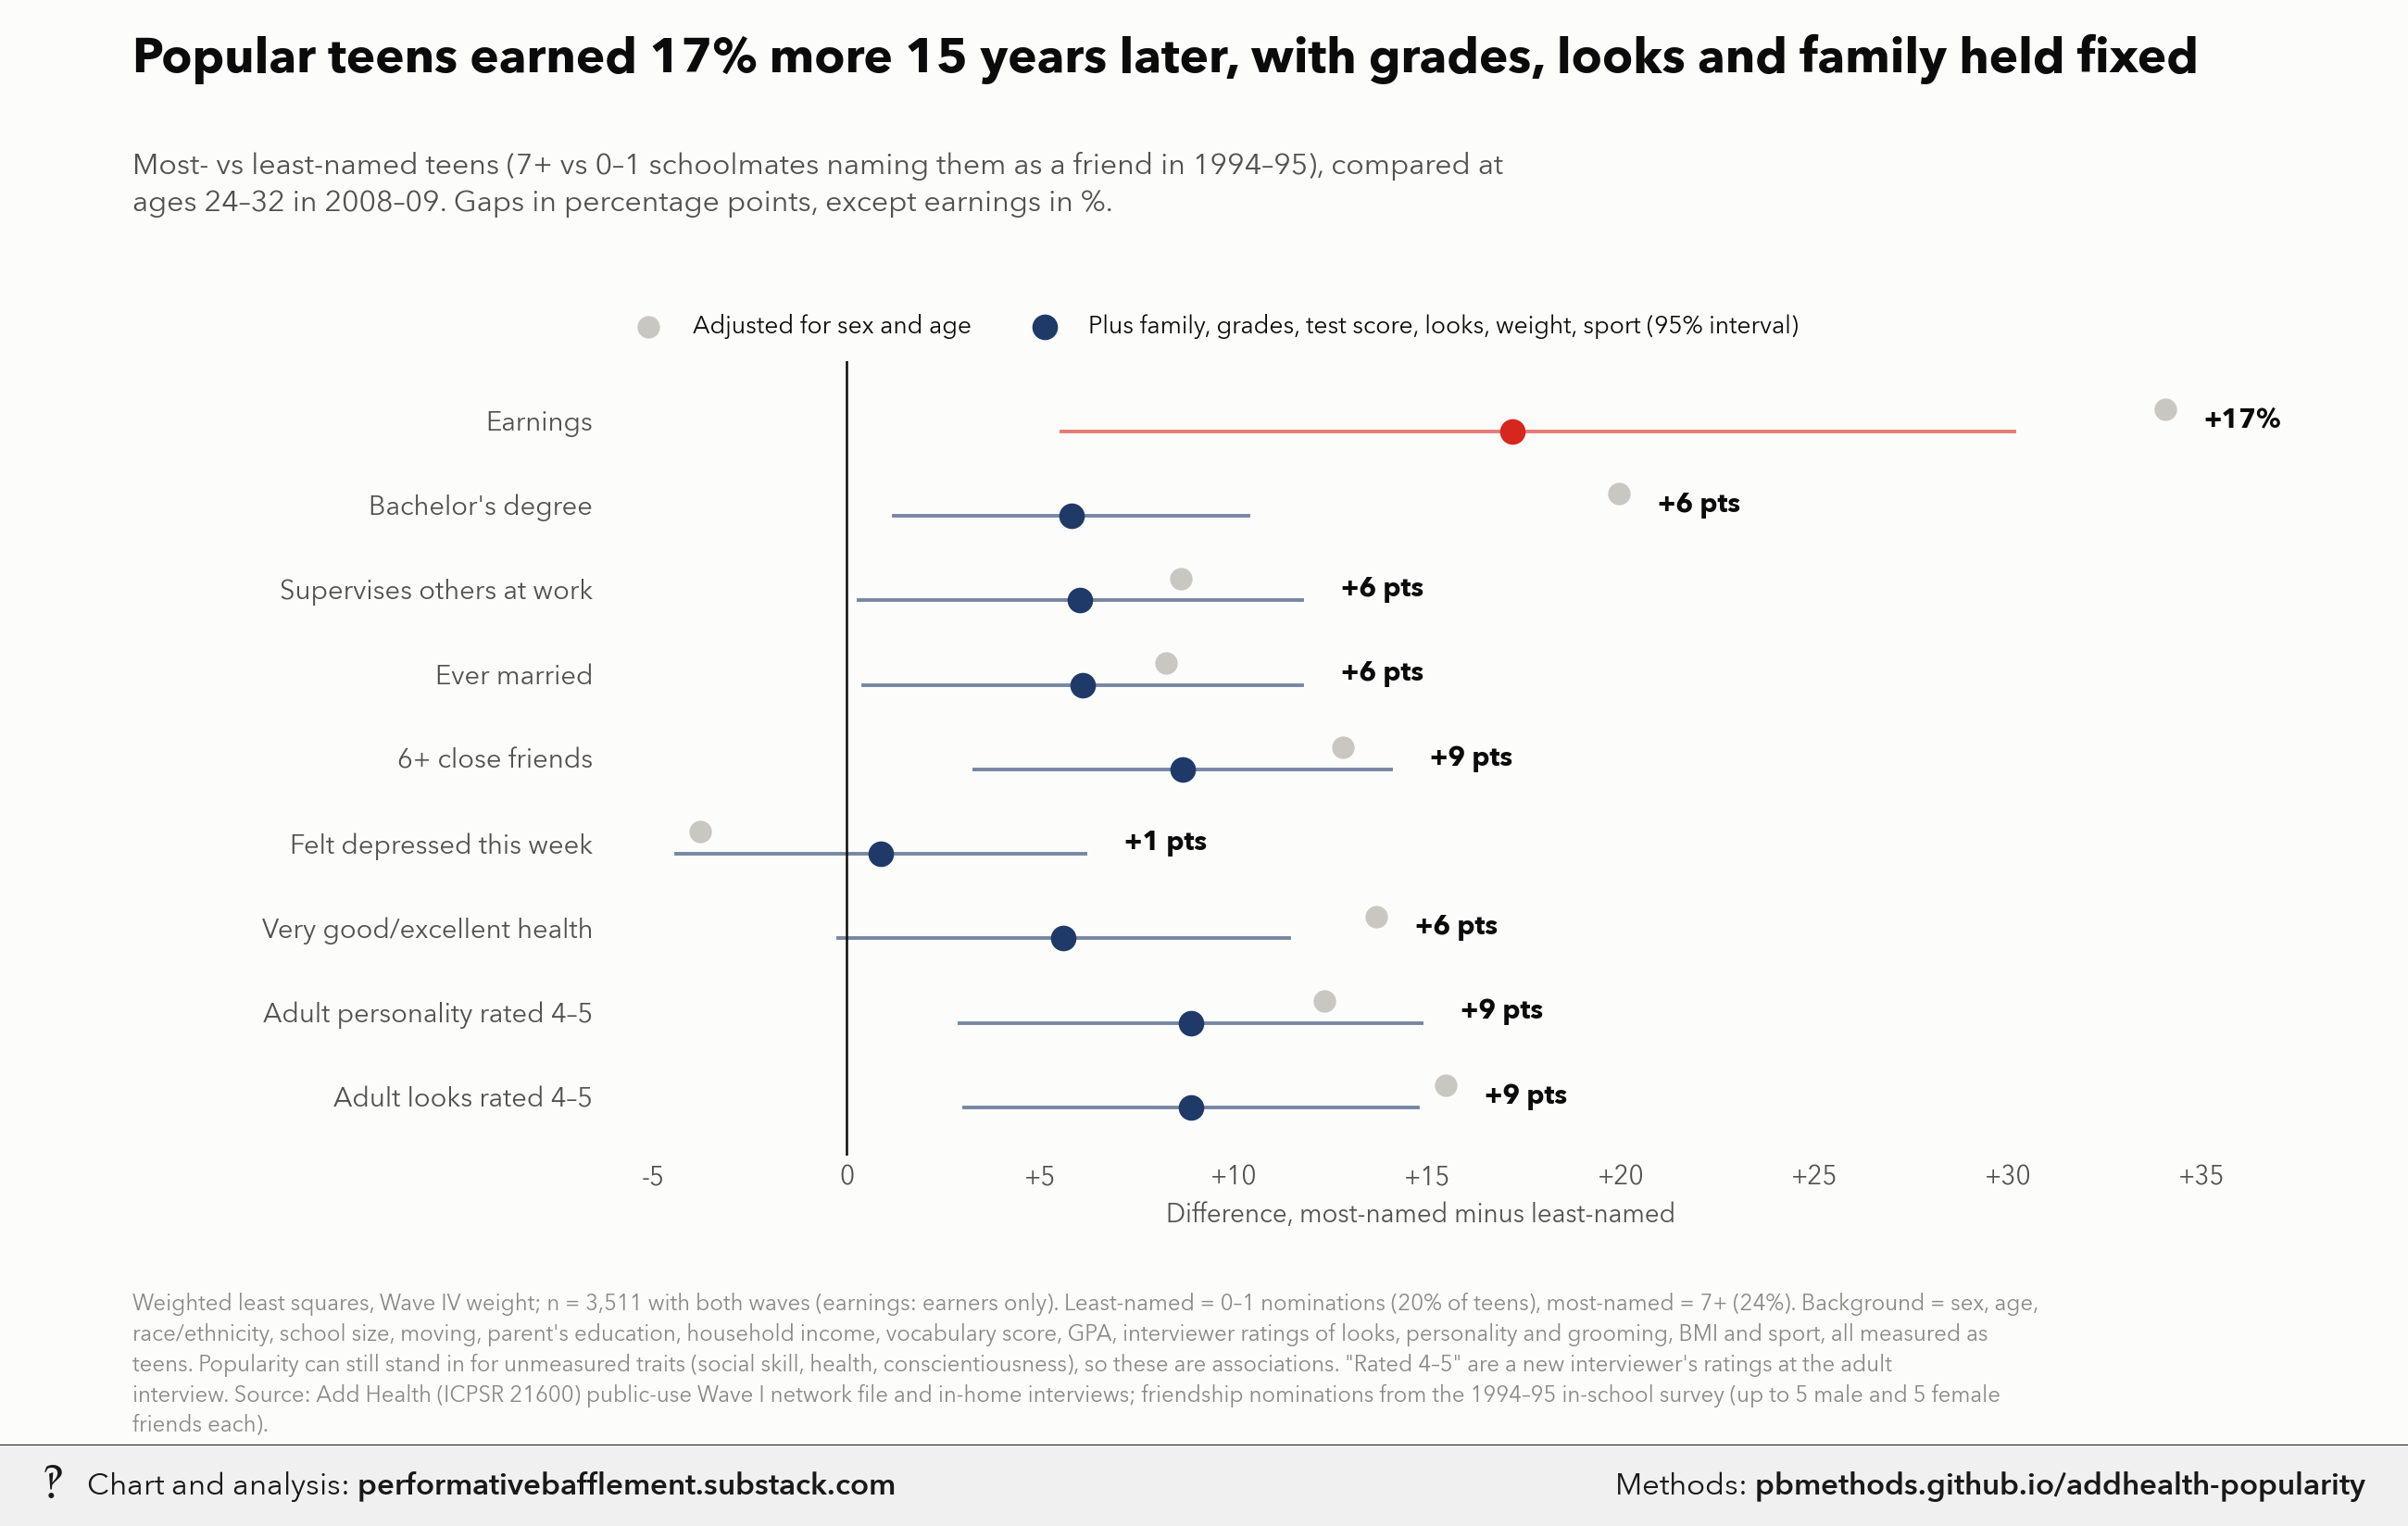 Popular teens earned 17% more 15 years later, with grades, looks and family held fixed
Most- vs least-named teens (7+ vs 0–1 schoolmates naming them as a friend in 1994–95), compared at
ages 24–32 in 2008–09. Gaps in percentage points, except earnings in %.
Adjusted for sex and age
Plus family, grades, test score, looks, weight, sport (95% interval)
Earnings
+17%
Bachelor's degree
+6 pts
Supervises others at work
+6 pts
Ever married
+6 pts
6+ close friends
+9 pts
Felt depressed this week
+1 pts
Very good/excellent health
+6 pts
Adult personality rated 4–5
+9 pts
Adult looks rated 4–5
+9 pts
-5 0 +5 +10 +15 +20 +25 +30 +35
Difference, most-named minus least-named
Weighted least squares, Wave IV weight; n = 3,511 with both waves (earnings: earners only). Least-named = 0–1 nominations (20% of teens), most-named = 7+ (24%). Background = sex, age,
race/ethnicity, school size, moving, parent's education, household income, vocabulary score, GPA, interviewer ratings of looks, personality and grooming, BMI and sport, all measured as
teens. Popularity can still stand in for unmeasured traits (social skill, health, conscientiousness), so these are associations. "Rated 4–5" are a new interviewer's ratings at the adult
interview. Source: Add Health (ICPSR 21600) public-use Wave I network file and in-home interviews; friendship nominations from the 1994–95 in-school survey (up to 5 male and 5 female
friends each).
‽ Chart and analysis: performativebafflement.substack.com
Methods: pbmethods.github.io/addhealth-popularity